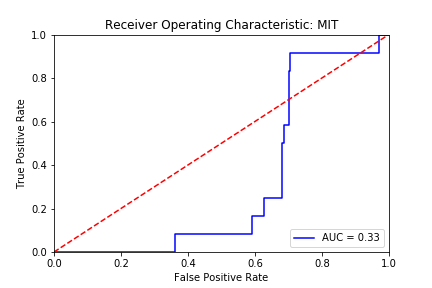 Receiver Operating Characteristic: MIT
True Positive Rate
1.0
0.8
0.6
0.4
0.2
0.0
AUC = 0.33
0.0 0.2 0.4 0.6 0.8 1.0
False Positive Rate